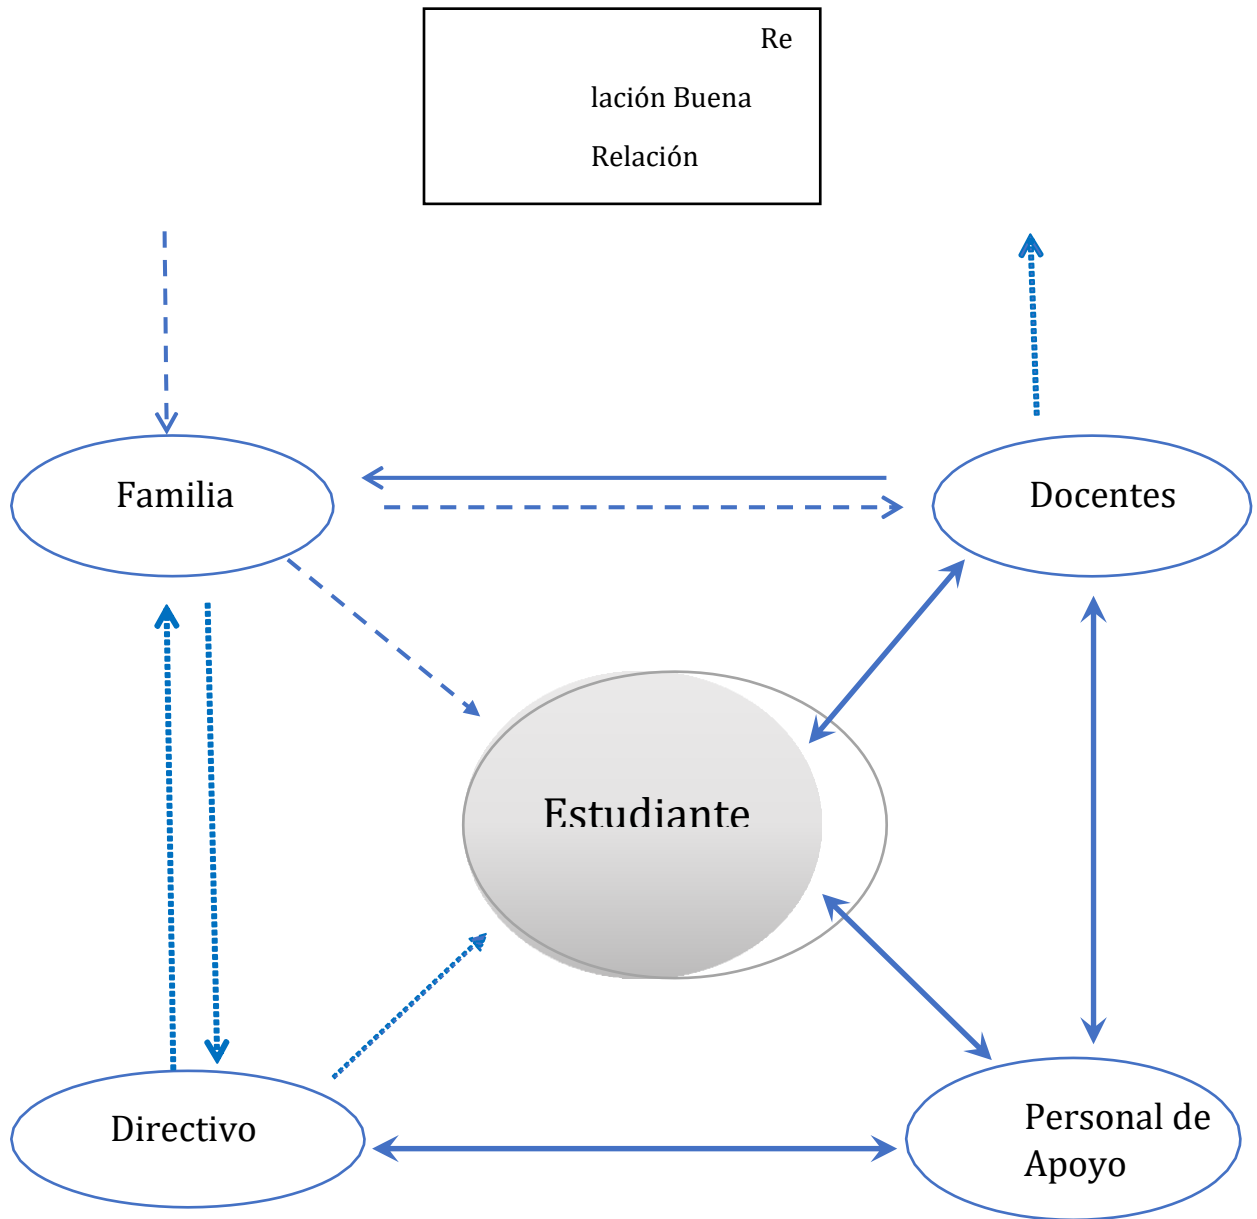 Re
lación Buena
Relación
Familia
Docentes
Estudiante
Directivo
Personal de
Apoyo